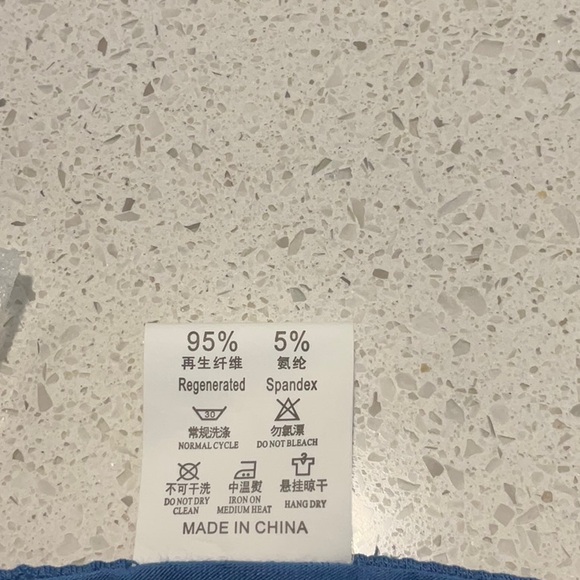 95% 5%
再生纤维 氨纶
Regenerated Spandex
30
常规洗涤 勿氯漂
NORMAL CYCLE DO NOT BLEACH
不可干洗 中温熨 悬挂晾干
DO NOT DRY CLEAN IRON ON MEDIUM HEAT HANG DRY
MADE IN CHINA